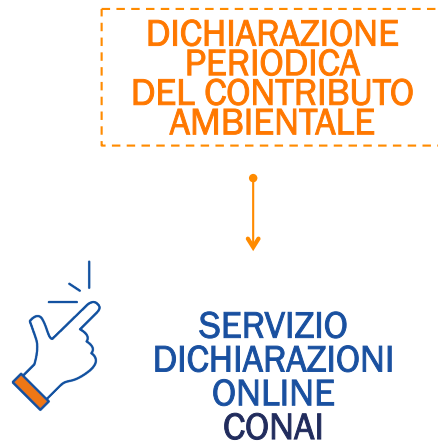 DICHIARAZIONE
PERIODICA
DEL CONTRIBUTO
AMBIENTALE
SERVIZIO
DICHIARAZIONI
ONLINE
CONAI